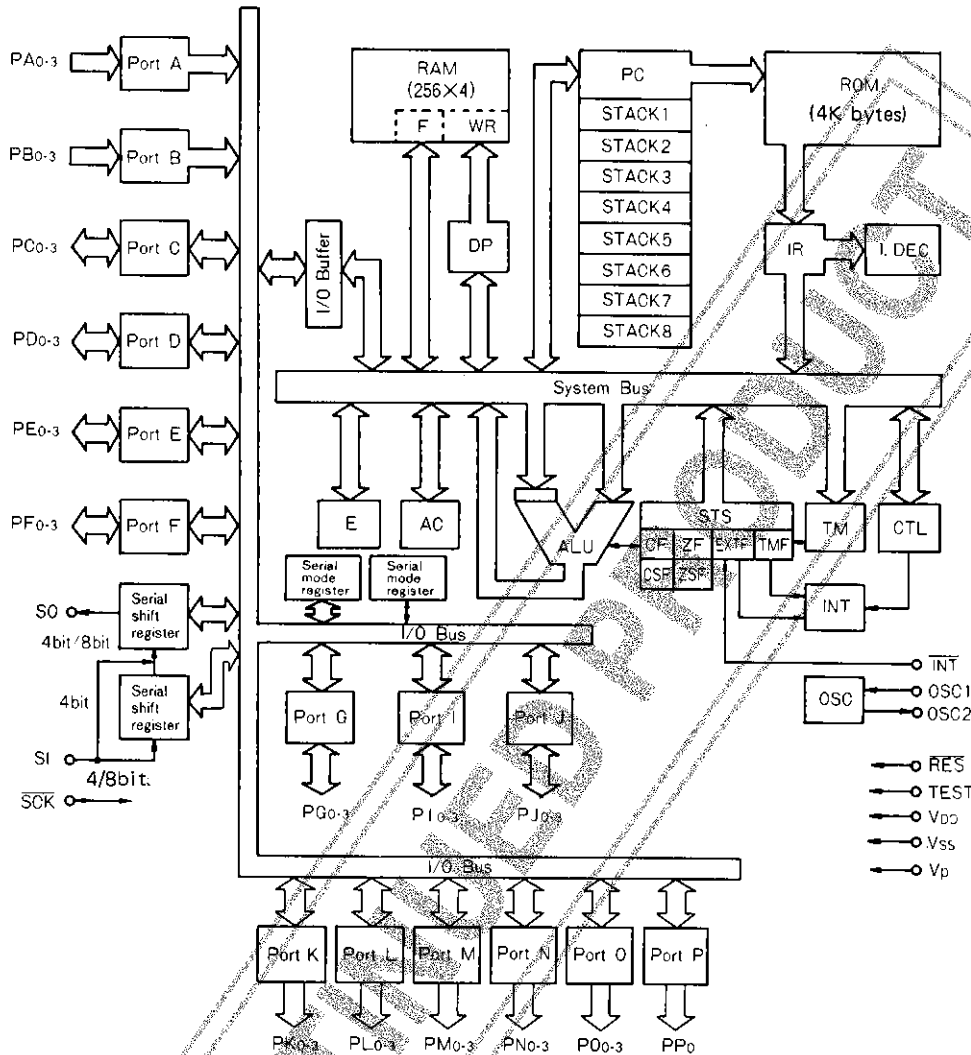 PA0-3
Port A
PB0-3
Port B
PC0-3
Port C
PD0-3
Port D
PE0-3
Port E
PF0-3
Port F
SO
Serial
shift
register
4bit/8bit
4bit
Serial
shift
register
SI
4/8bit
SCK
I/O Buffer
RAM
(256×4)
F
WR
DP
PC
STACK1
STACK2
STACK3
STACK4
STACK5
STACK6
STACK7
STACK8
ROM
(4K bytes)
IR
I. DEC
System Bus
E
AC
ALU
STS
CF ZF EXTF TMF
CSF ZSF
TM
CTL
INT
Serial
mode
register
Serial
mode
register
I/O Bus
Port G
Port I
Port J
PG0-3
PI0-3
PJ0-3
INT
OSC
OSC1
OSC2
RES
TEST
VDD
VSS
Vp
I/O Bus
Port K
Port L
Port M
Port N
Port O
Port P
PK0-3
PL0-3
PM0-3
PN0-3
PO0-3
PP0